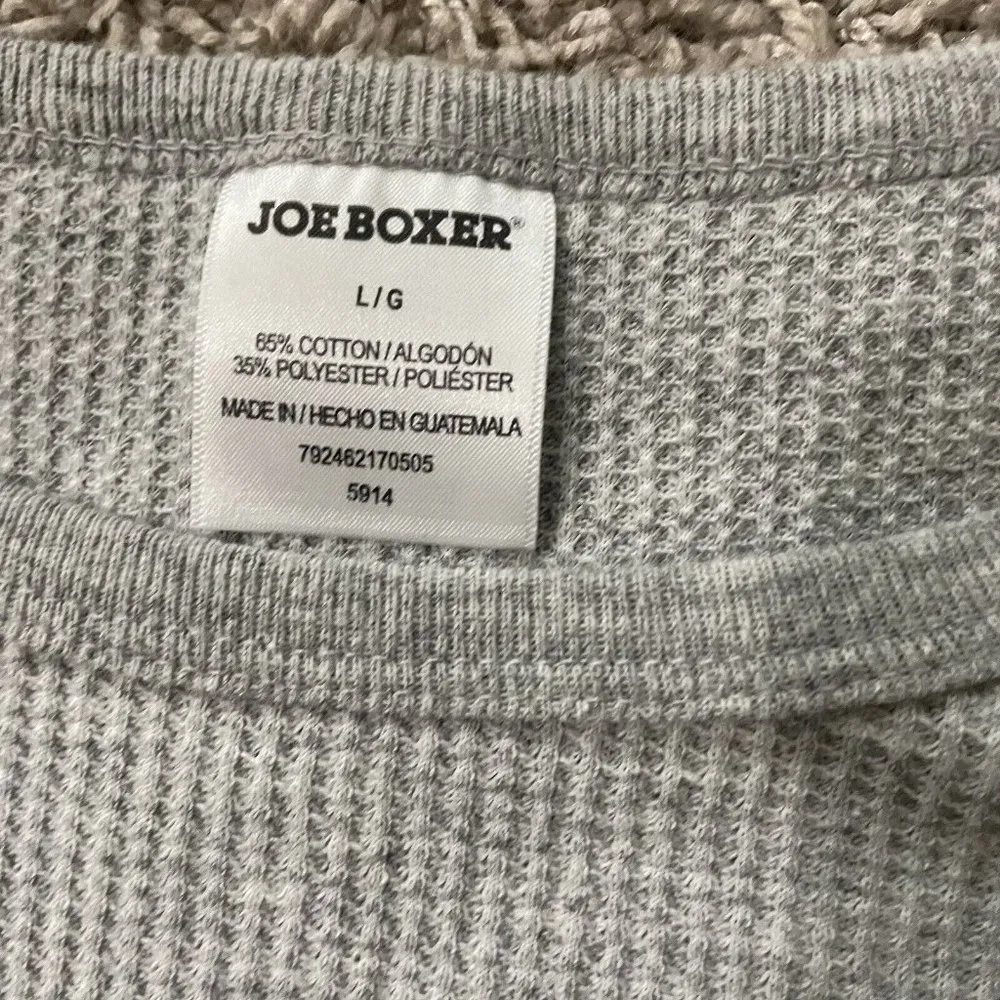 JOE BOXER®
L/G
65% COTTON/ALGODÓN
35% POLYESTER/POLIÉSTER
MADE IN/HECHO EN GUATEMALA
792462170505
5914